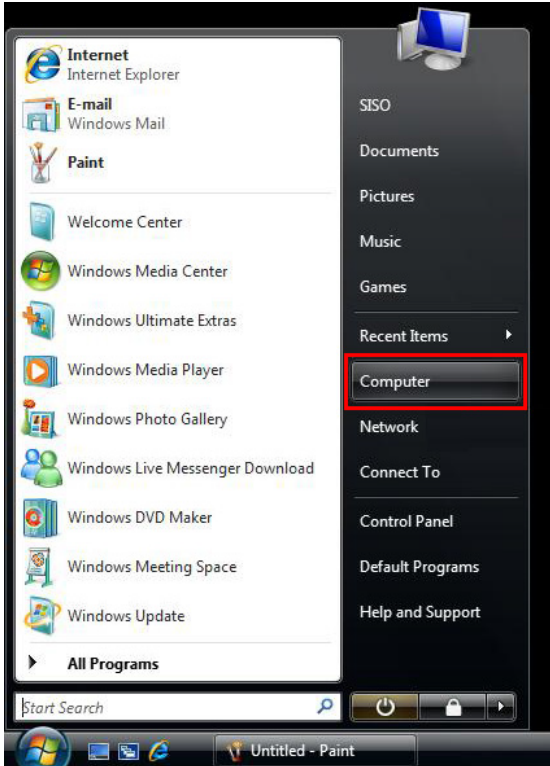 Internet
Internet Explorer
E-mail
Windows Mail
Paint
Welcome Center
Windows Media Center
Windows Ultimate Extras
Windows Media Player
Windows Photo Gallery
Windows Live Messenger Download
Windows DVD Maker
Windows Meeting Space
Windows Update
All Programs
Start Search
SISO
Documents
Pictures
Music
Games
Recent Items
Computer
Network
Connect To
Control Panel
Default Programs
Help and Support
Untitled - Paint